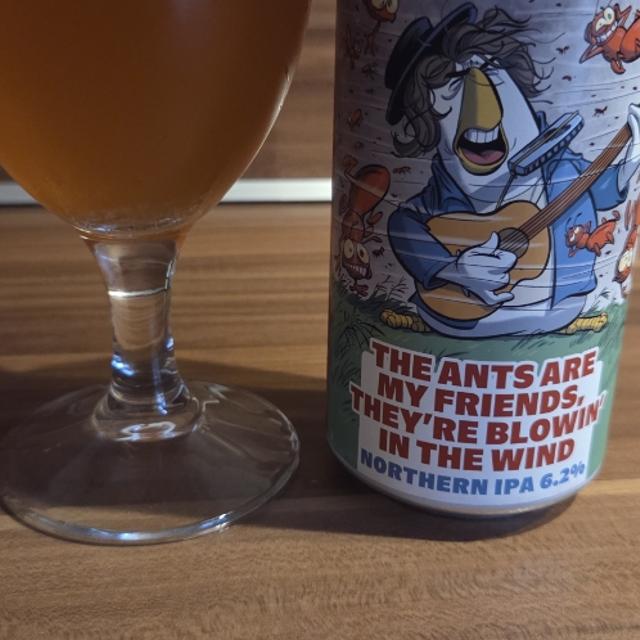 THE ANTS ARE
MY FRIENDS,
THEY'RE BLOWIN'
IN THE WIND
NORTHERN IPA 6.2%